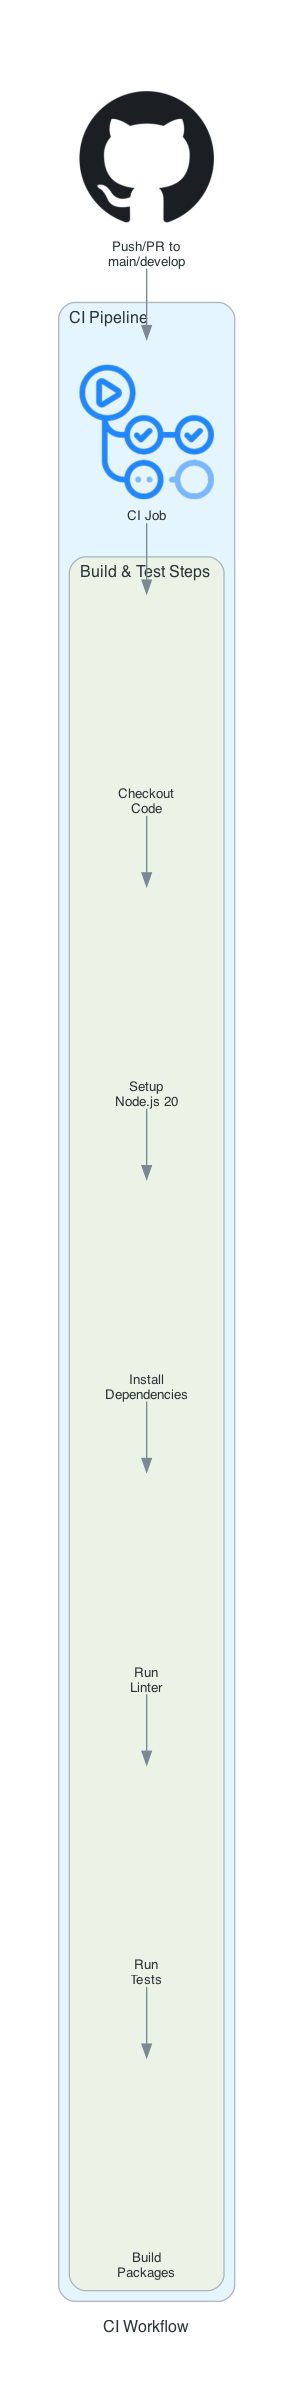 Push/PR to
main/develop
CI Pipeline
CI Job
Build & Test Steps
Checkout
Code
Setup
Node.js 20
Install
Dependencies
Run
Linter
Run
Tests
Build
Packages
CI Workflow